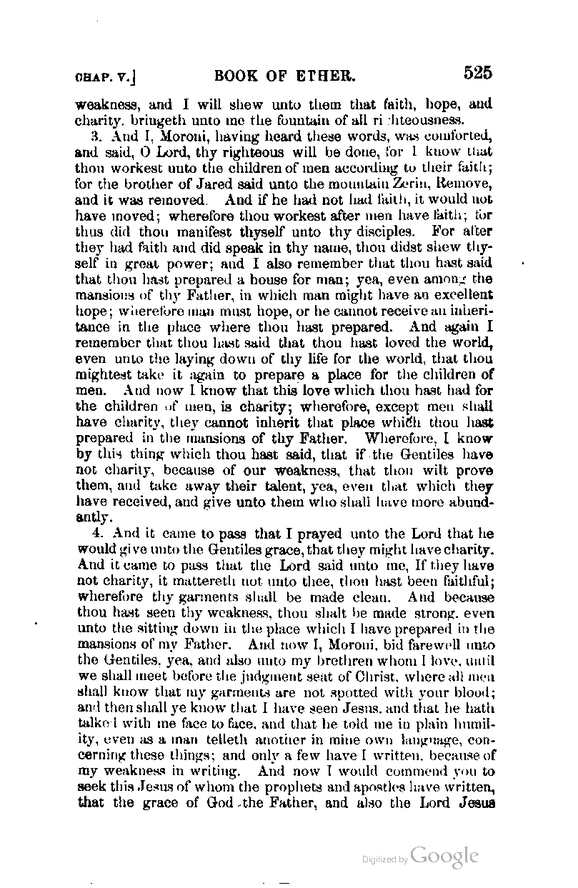 CHAP. V.] BOOK OF ETHER. 525
weakness, and I will shew unto them that faith, hope, and
charity, bringeth unto me the fountain of all ri hteousness.
3. And I, Moroni, having heard these words, was comforted,
and said, O Lord, thy righteous will be done, for I know that
thou workest unto the children of men according to their faith;
for the brother of Jared said unto the mountain Zerin, Remove,
and it was removed. And if he had not had faith, it would not
have moved; wherefore thou workest after men have faith; for
thus did thou manifest thyself unto thy disciples. For after
they had faith and did speak in thy name, thou didst shew thy-
self in great power; and I also remember that thou hast said
that thou hast prepared a house for man; yea, even among the
mansions of thy Father, in which man might have an excellent
hope; wherefore man must hope, or he cannot receive an inheri-
tance in the place where thou hast prepared. And again I
remember that thou hast said that thou hast loved the world,
even unto the laying down of thy life for the world, that thou
mightest take it again to prepare a place for the children of
men. And now I know that this love which thou hast had for
the children of men, is charity; wherefore, except men shall
have charity, they cannot inherit that place which thou hast
prepared in the mansions of thy Father. Wherefore, I know
by this thing which thou hast said, that if the Gentiles have
not charity, because of our weakness, that thou wilt prove
them, and take away their talent, yea, even that which they
have received, and give unto them who shall have more abund-
antly.
4. And it came to pass that I prayed unto the Lord that he
would give unto the Gentiles grace, that they might have charity.
And it came to pass that the Lord said unto me, If they have
not charity, it mattereth not unto thee, thou hast been faithful;
wherefore thy garments shall be made clean. And because
thou hast seen thy weakness, thou shalt be made strong, even
unto the sitting down in the place which I have prepared in the
mansions of my Father. And now I, Moroni, bid farewell unto
the Gentiles, yea, and also unto my brethren whom I love, until
we shall meet before the judgment seat of Christ, where all men
shall know that my garments are not spotted with your blood;
and then shall ye know that I have seen Jesus, and that he hath
talked with me face to face, and that he told me in plain humil-
ity, even as a man telleth another in mine own language, con-
cerning these things; and only a few have I written, because of
my weakness in writing. And now I would commend you to
seek this Jesus of whom the prophets and apostles have written,
that the grace of God the Father, and also the Lord Jesus
Digitized by Google